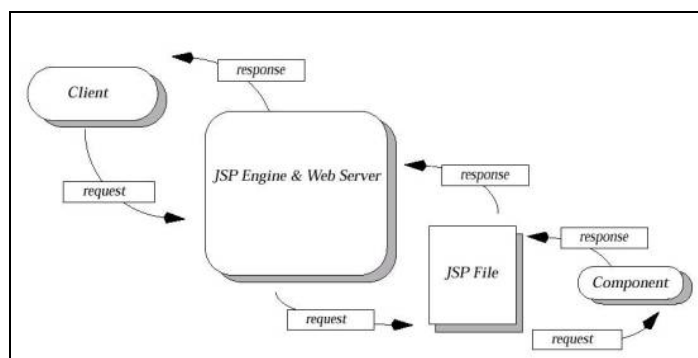 response
Client
response
JSP Engine & Web Server
request
response
JSP File
Component
request
request